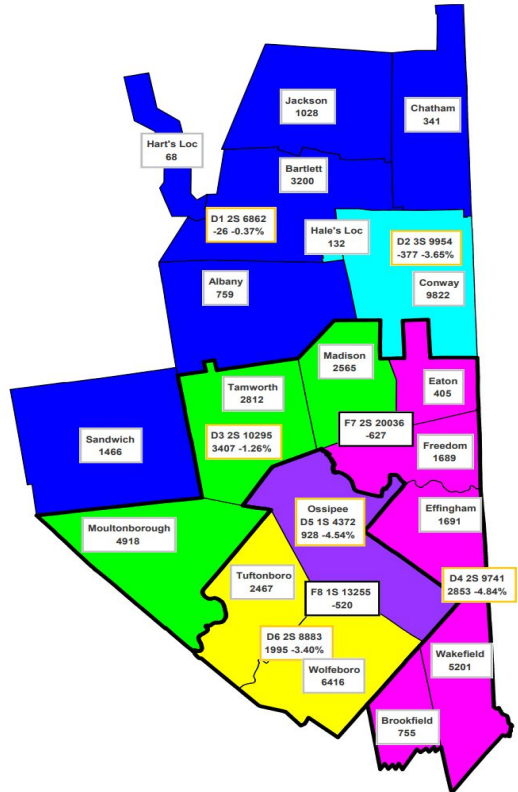 Jackson
1028
Chatham
341
Hart's Loc
68
Bartlett
3200
D1 2S 6862
-26 -0.37%
Hale's Loc
132
D2 3S 9954
-377 -3.65%
Conway
9822
Albany
759
Madison
2565
Tamworth
2812
Eaton
405
Sandwich
1466
D3 2S 10295
3407 -1.26%
F7 2S 20036
-627
Freedom
1689
Moultonborough
4918
Ossipee
D5 1S 4372
928 -4.54%
Effingham
1691
Tuftonboro
2467
F8 1S 13255
-520
D4 2S 9741
2853 -4.84%
D6 2S 8883
1995 -3.40%
Wolfeboro
6416
Wakefield
5201
Brookfield
755